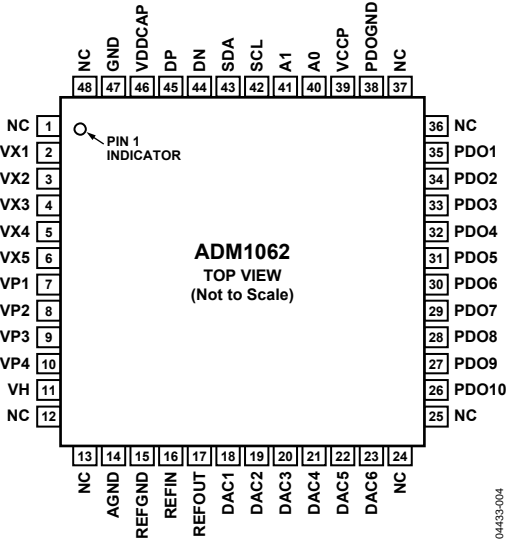 NC
GND
VDDCAP
DP
DN
SDA
SCL
A1
A0
VCCP
PDOGND
NC
48 47 46 45 44 43 42 41 40 39 38 37
NC 1
VX1 2
VX2 3
VX3 4
VX4 5
VX5 6
VP1 7
VP2 8
VP3 9
VP4 10
VH 11
NC 12
PIN 1
INDICATOR
ADM1062
TOP VIEW
(Not to Scale)
36 NC
35 PDO1
34 PDO2
33 PDO3
32 PDO4
31 PDO5
30 PDO6
29 PDO7
28 PDO8
27 PDO9
26 PDO10
25 NC
13 14 15 16 17 18 19 20 21 22 23 24
NC
AGND
REFGND
REFIN
REFOUT
DAC1
DAC2
DAC3
DAC4
DAC5
DAC6
NC
04433-004